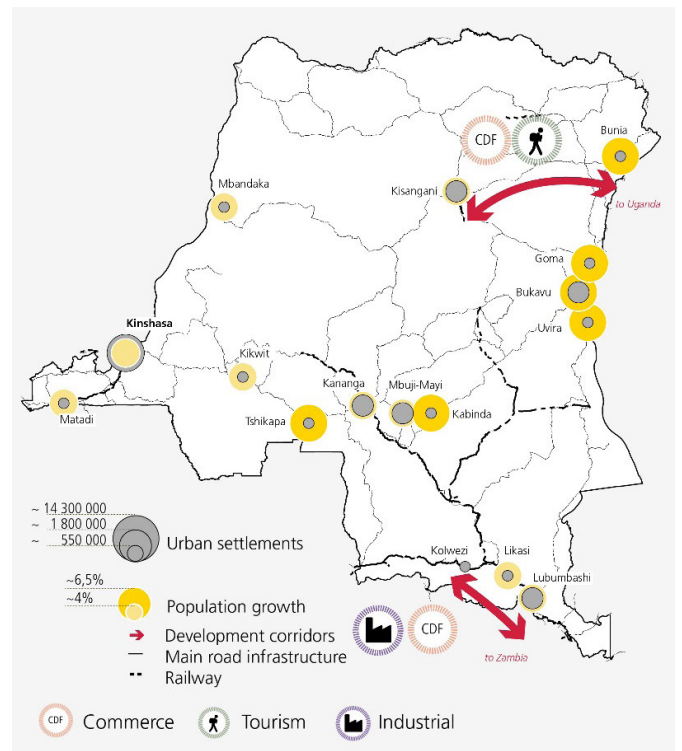 CDF
Bunia
Mbandaka
Kisangani
to Uganda
Goma
Bukavu
Kinshasa
Uvira
Kikwit
Kananga
Mbuji-Mayi
Matadi
Tshikapa
Kabinda
~ 14 300 000
~ 1 800 000
~ 550 000
Urban settlements
Kolwezi
Likasi
Lubumbashi
~6,5%
~4%
Population growth
CDF
Development corridors
Main road infrastructure
to Zambia
Railway
CDF Commerce
Tourism
Industrial